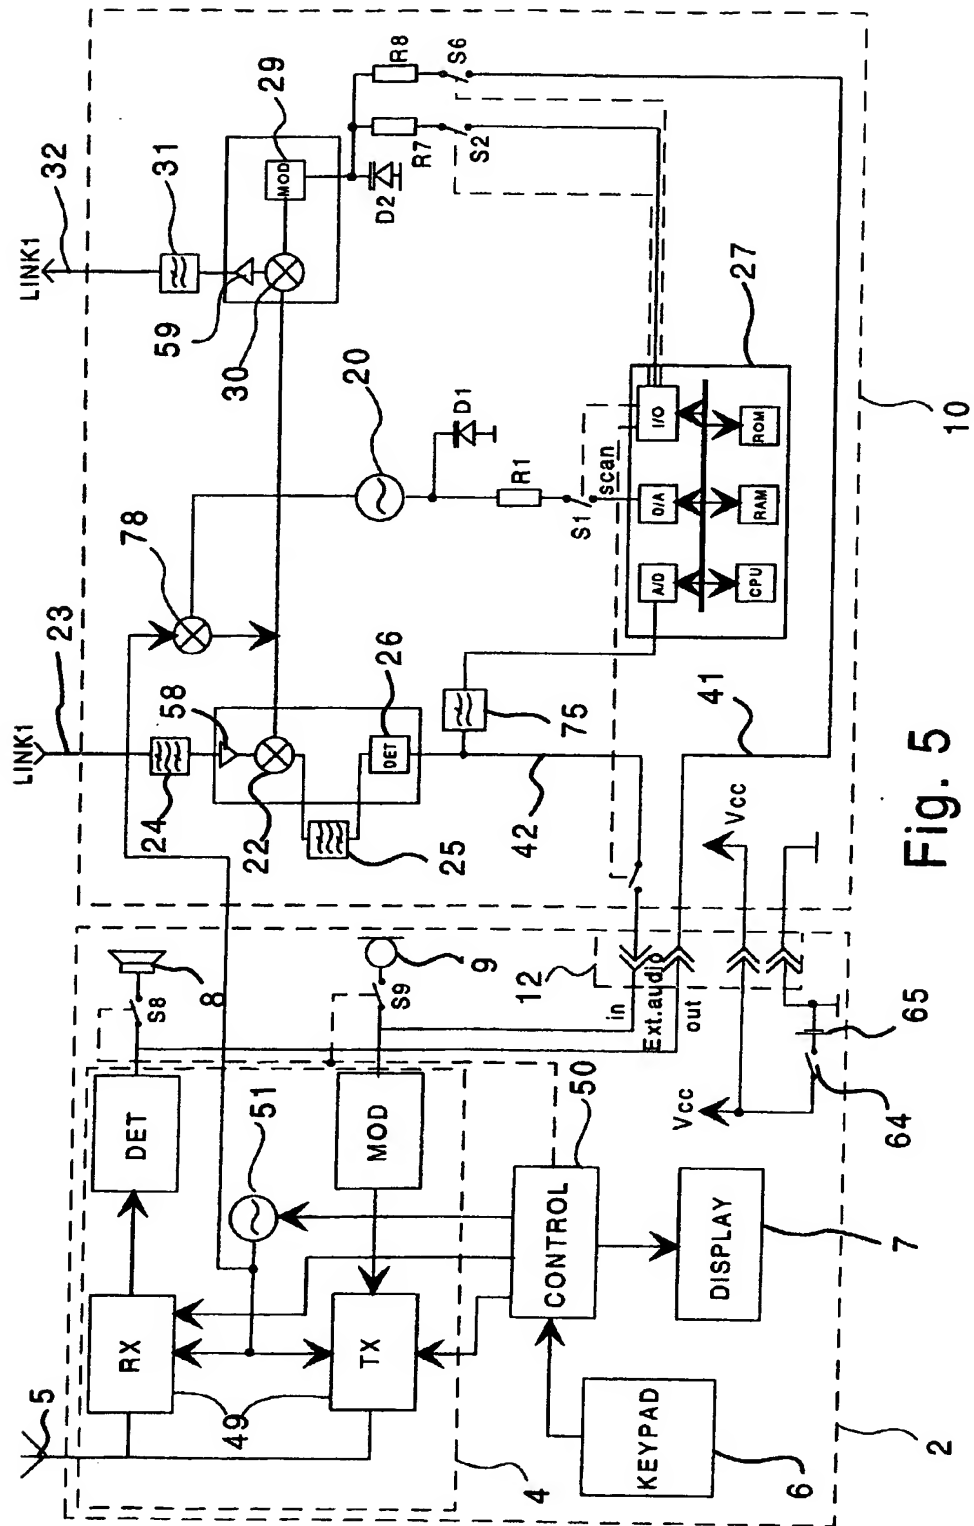 LINK1
23
LINK1
32
31
29
59
30
MOD
R8
S6
R7
S2
D2
78
20
D1
R1
S1
scan
24
58
22
25
26
DET
42
75
A/D
D/A
I/O
CPU
RAM
ROM
27
41
10
5
RX
DET
S8
8
51
49
TX
MOD
S9
9
12
in
Ext.audio
out
4
CONTROL
50
Vcc
Vcc
64
65
KEYPAD
6
DISPLAY
7
2
Fig. 5